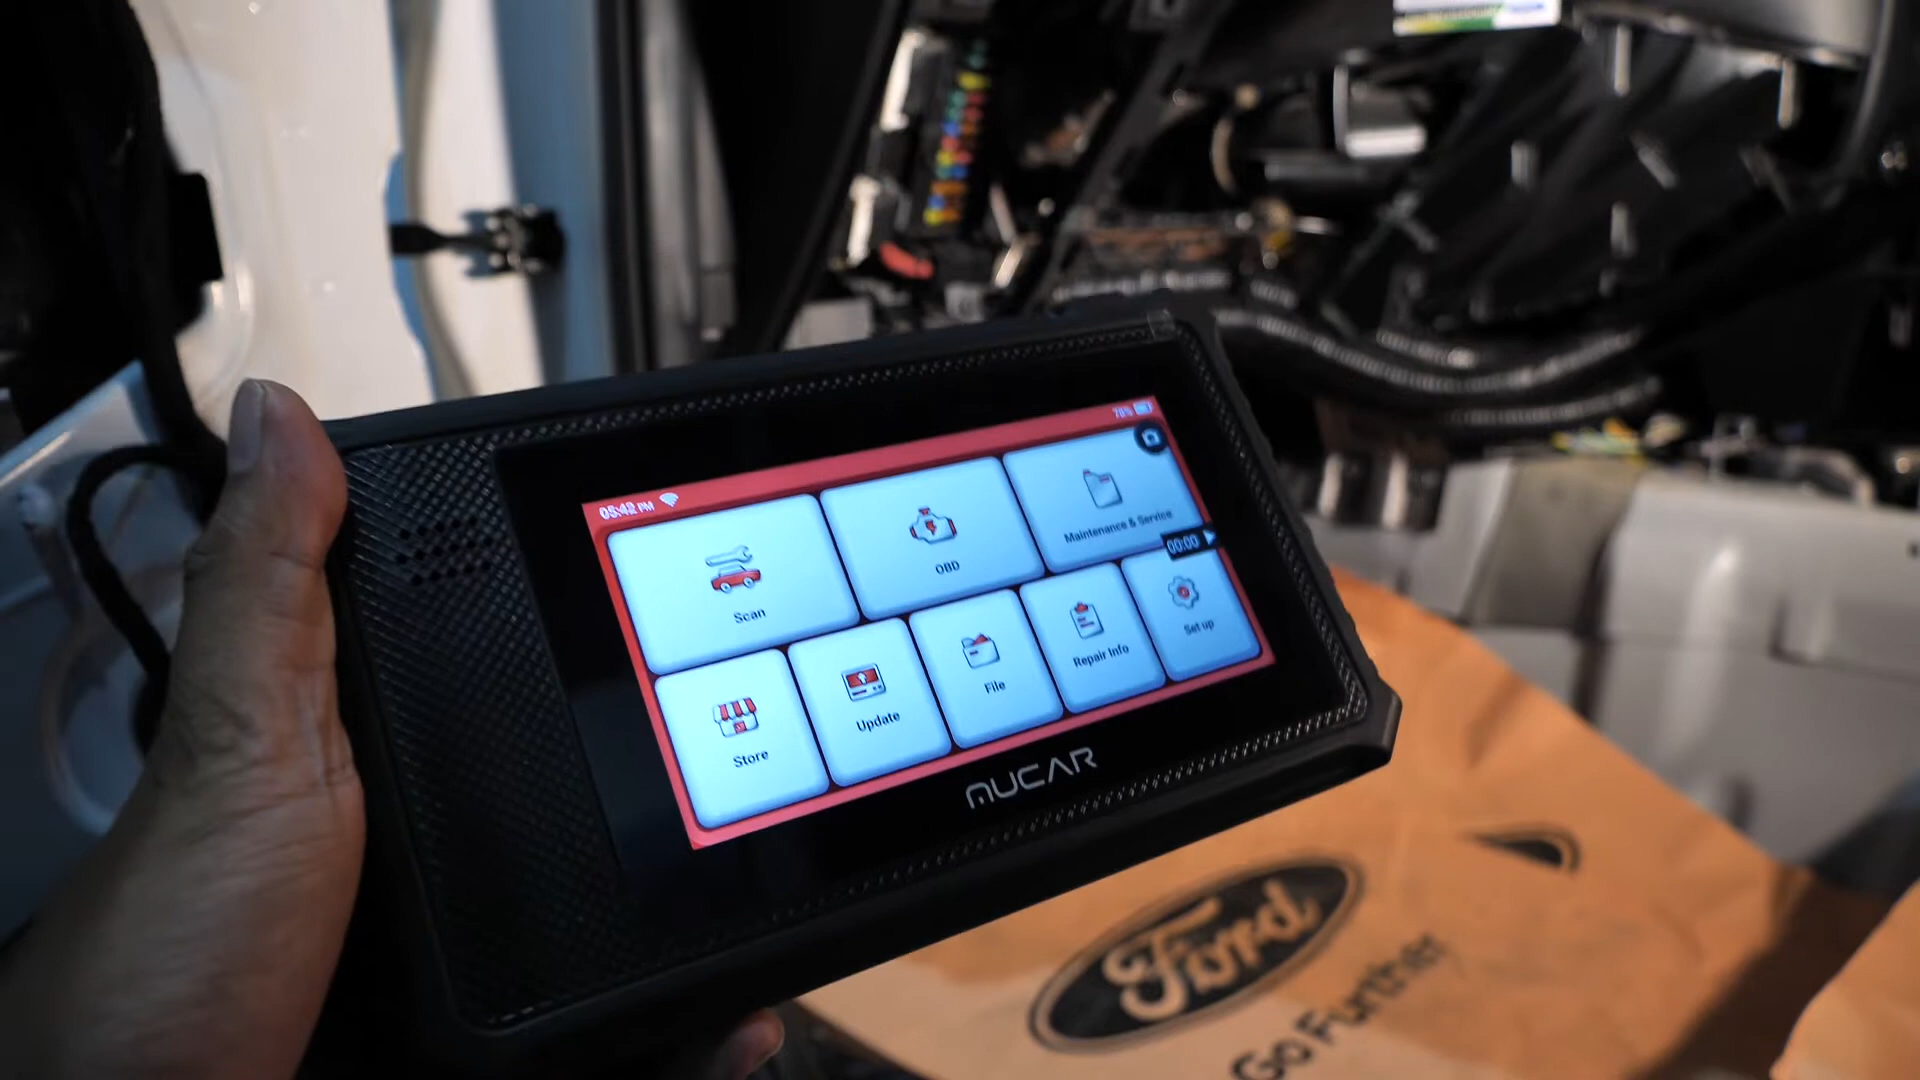 05:42 PM
78%
Scan
OBD
Maintenance & Service
00:00
Store
Update
File
Repair Info
Set up
MUCAR
Ford
Go Further